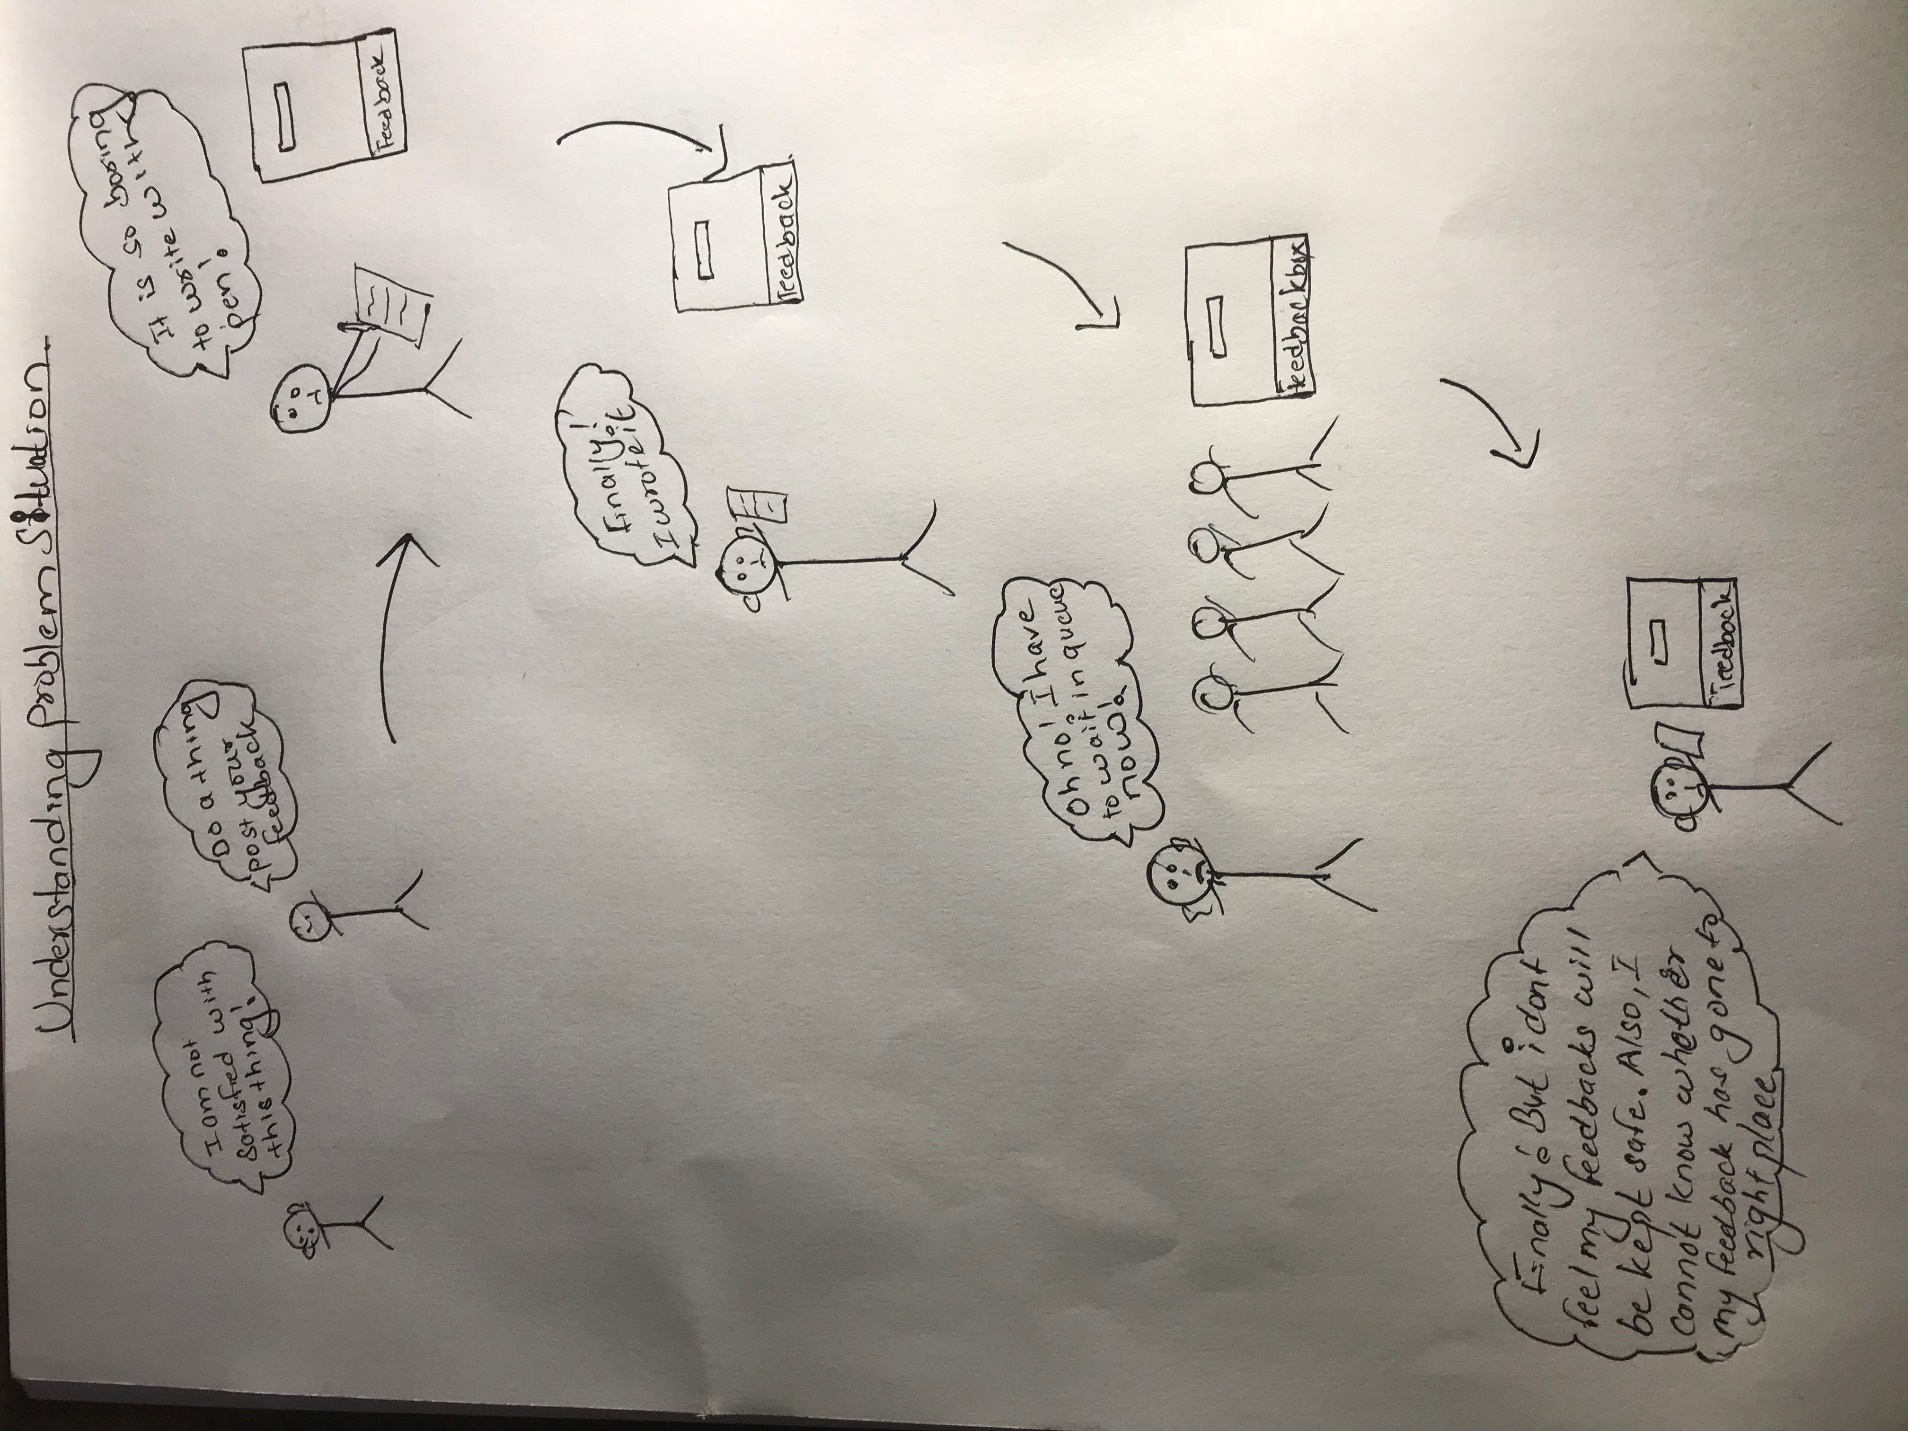 Understanding Problem Situation.
I am not
satisfied with
this thing!
Do a thing
post your
feedback
It is so boring
to write with
pen!
Feedback
Finally!
I wrote it
Feedback
Oh no! I have
to wait in queue
now!
Feedbackbox
Finally! But i dont
feel my feedbacks will
be kept safe. Also, I
cannot know whether
my feedback has gone to
right place
Feedback